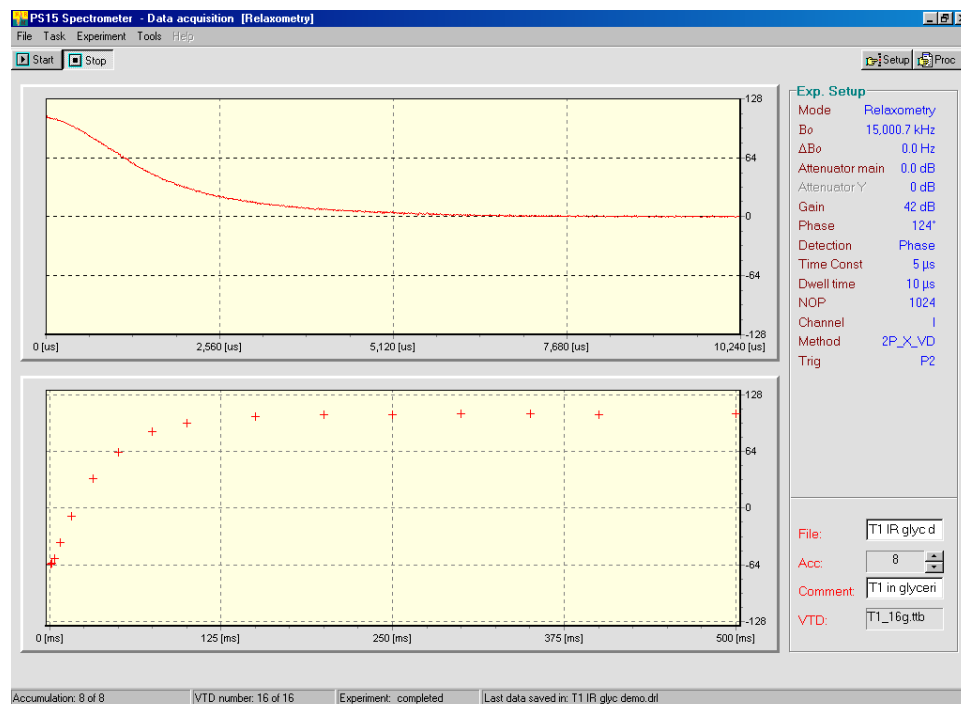 PS15 Spectrometer - Data acquisition [Relaxometry]
File Task Experiment Tools Help
Start Stop Setup Proc
128
64
0
-64
-128
0 [us] 2,560 [us] 5,120 [us] 7,680 [us] 10,240 [us]
128
64
0
-64
-128
0 [ms] 125 [ms] 250 [ms] 375 [ms] 500 [ms]
Exp. Setup
Mode Relaxometry
Bo 15,000.7 kHz
ΔBo 0.0 Hz
Attenuator main 0.0 dB
Attenuator Y 0 dB
Gain 42 dB
Phase 124°
Detection Phase
Time Const 5 µs
Dwell time 10 µs
NOP 1024
Channel I
Method 2P_X_VD
Trig P2
File: T1 IR glyc d
Acc: 8
Comment: T1 in glyceri
VTD: T1_16g.ttb
Accumulation: 8 of 8 VTD number: 16 of 16 Experiment: completed Last data saved in: T1 IR glyc demo.drl